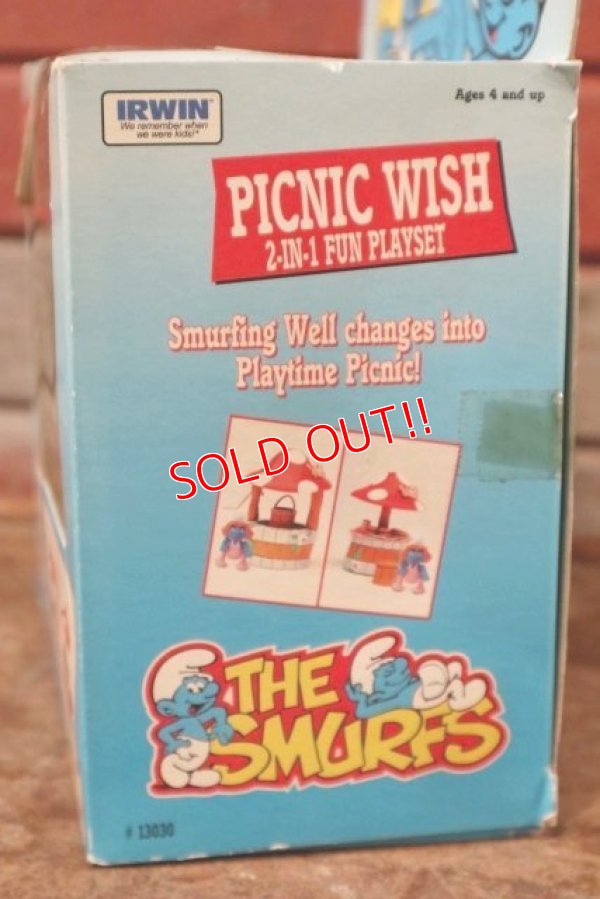 IRWIN
We remember when
we were kids!
Ages 4 and up
PICNIC WISH
2-IN-1 FUN PLAYSET
Smurfing Well changes into
Playtime Picnic!
SOLD OUT!!
THE
SMURFS
# 13030